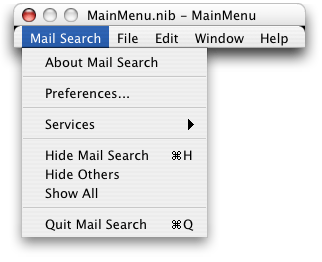 MainMenu.nib – MainMenu
Mail Search File Edit Window Help
About Mail Search
Preferences...
Services
Hide Mail Search ⌘H
Hide Others
Show All
Quit Mail Search ⌘Q